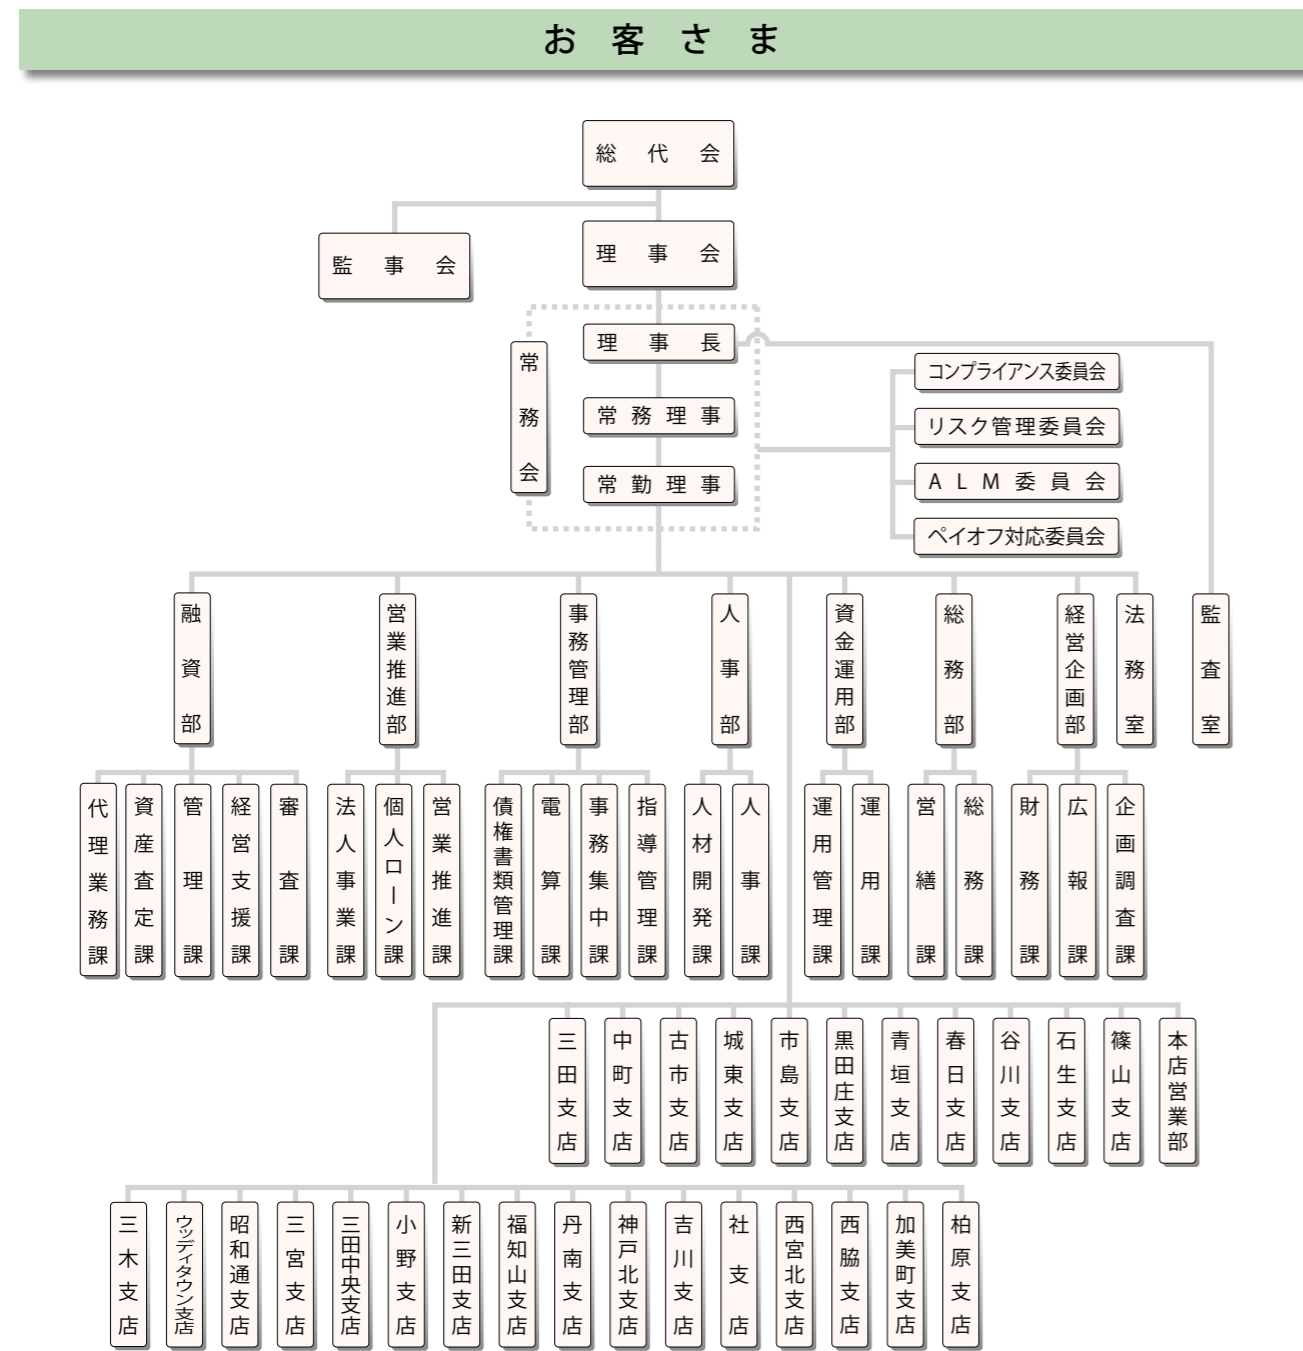 お客さま
総代会
監事会
理事会
理事長
常務会
常務理事
常勤理事
コンプライアンス委員会
リスク管理委員会
ALM委員会
ペイオフ対応委員会
融資部
営業推進部
事務管理部
人事部
資金運用部
総務部
経営企画部
法務室
監査室
代理業務課
資産査定課
管理課
経営支援課
審査課
法人事業課
個人ローン課
営業推進課
債権書類管理課
電算課
事務集中課
指導管理課
人材開発課
人事課
運用管理課
運用課
営繕課
総務課
財務課
広報課
企画調査課
三田支店
中町支店
古市支店
城東支店
市島支店
黒田庄支店
青垣支店
春日支店
谷川支店
石生支店
篠山支店
本店営業部
三木支店
ウッディタウン支店
昭和通支店
三宮支店
三田中央支店
小野支店
新三田支店
福知山支店
丹南支店
神戸北支店
吉川支店
社支店
西宮北支店
西脇支店
加美町支店
柏原支店